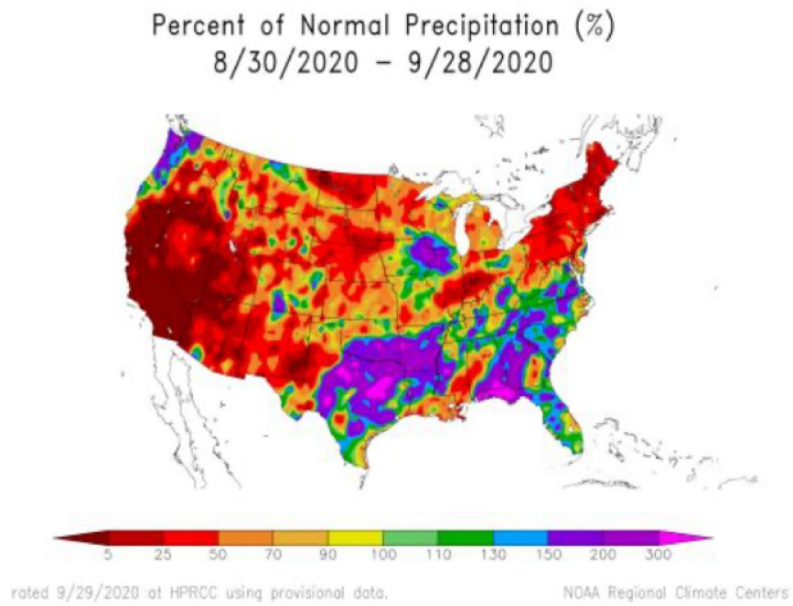 Percent of Normal Precipitation (%)
8/30/2020 – 9/28/2020
5 25 50 70 90 100 110 130 150 200 300
rated 9/29/2020 at HPRCC using provisional data.
NOAA Regional Climate Centers